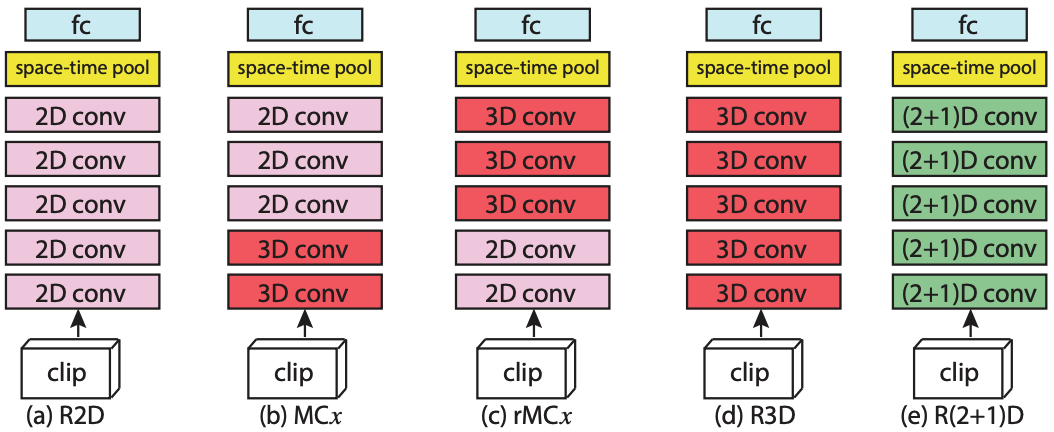 fc fc fc fc fc
space-time pool space-time pool space-time pool space-time pool space-time pool
2D conv 2D conv 3D conv 3D conv (2+1)D conv
2D conv 2D conv 3D conv 3D conv (2+1)D conv
2D conv 2D conv 3D conv 3D conv (2+1)D conv
2D conv 3D conv 2D conv 3D conv (2+1)D conv
2D conv 3D conv 2D conv 3D conv (2+1)D conv
clip clip clip clip clip
(a) R2D (b) MCx (c) rMCx (d) R3D (e) R(2+1)D